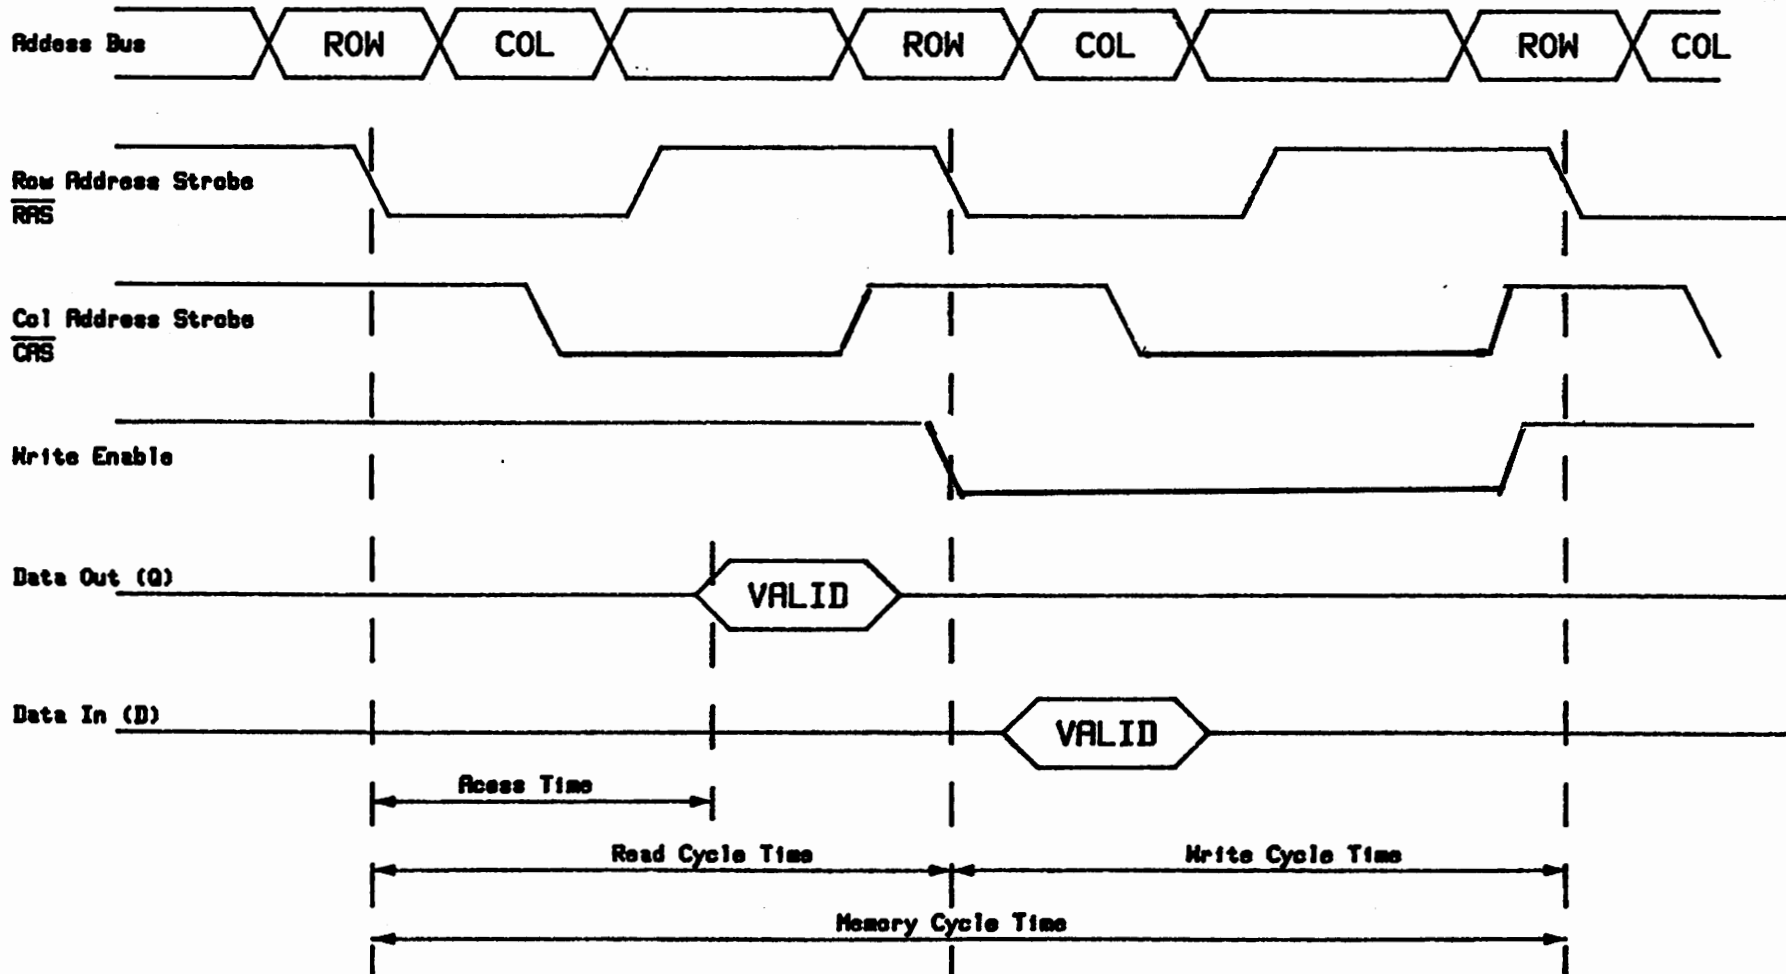 Addess Bus
ROW COL ROW COL ROW COL
Row Address Strobe
RAS
Col Address Strobe
CAS
Write Enable
Data Out (Q)
VALID
Data In (D)
VALID
Acess Time
Read Cycle Time Write Cycle Time
Memory Cycle Time